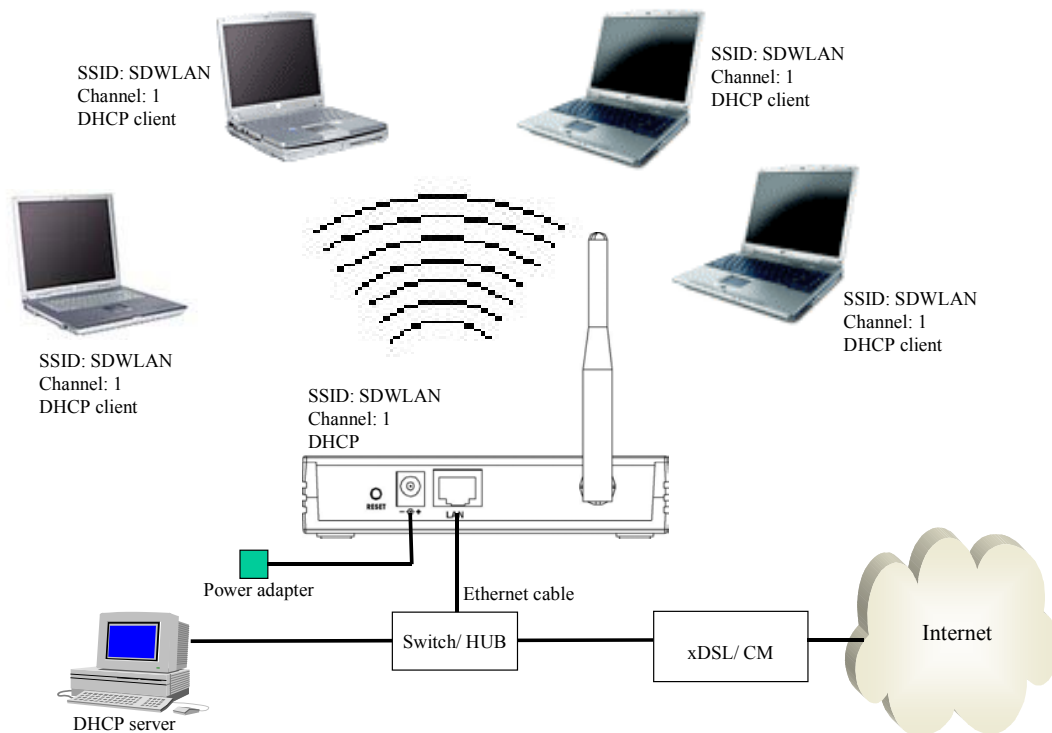 SSID: SDWLAN
Channel: 1
DHCP client
SSID: SDWLAN
Channel: 1
DHCP client
SSID: SDWLAN
Channel: 1
DHCP client
SSID: SDWLAN
Channel: 1
DHCP client
SSID: SDWLAN
Channel: 1
DHCP
RESET
- +
LAN
Power adapter
Ethernet cable
Switch/ HUB
xDSL/ CM
Internet
DHCP server